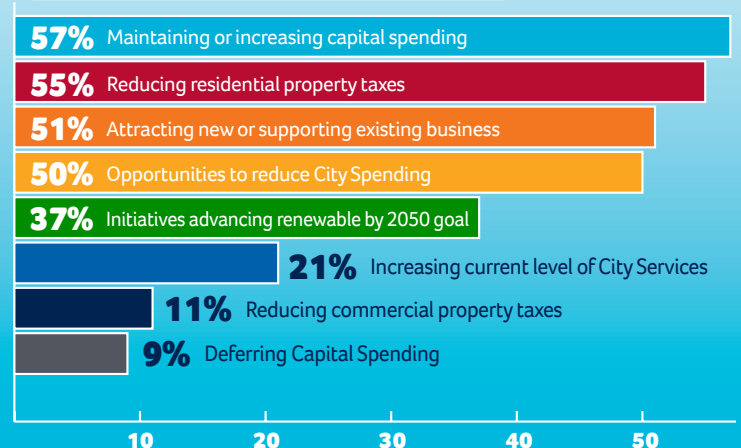 57% Maintaining or increasing capital spending
55% Reducing residential property taxes
51% Attracting new or supporting existing business
50% Opportunities to reduce City Spending
37% Initiatives advancing renewable by 2050 goal
21% Increasing current level of City Services
11% Reducing commercial property taxes
9% Deferring Capital Spending
10 20 30 40 50